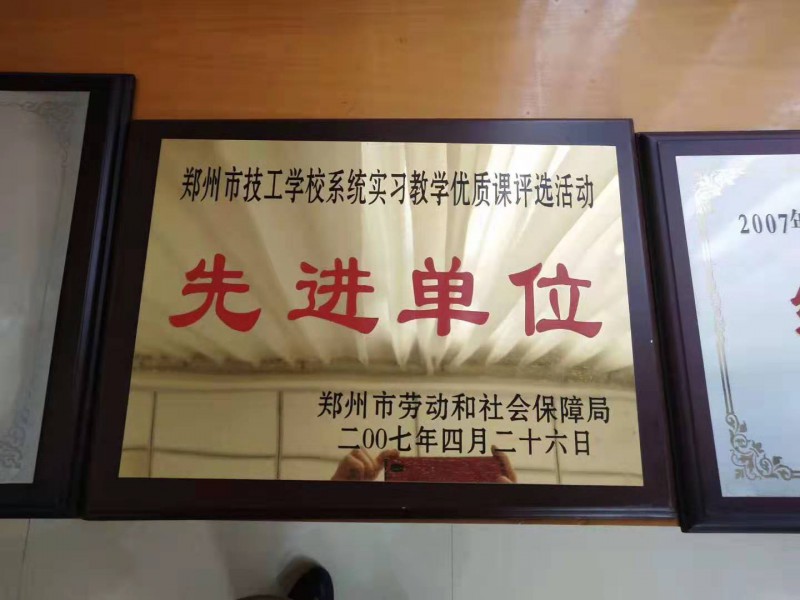 郑州市技工学校系统实习教学优质课评选活动
先进单位
郑州市劳动和社会保障局
二00七年四月二十六日
2007年